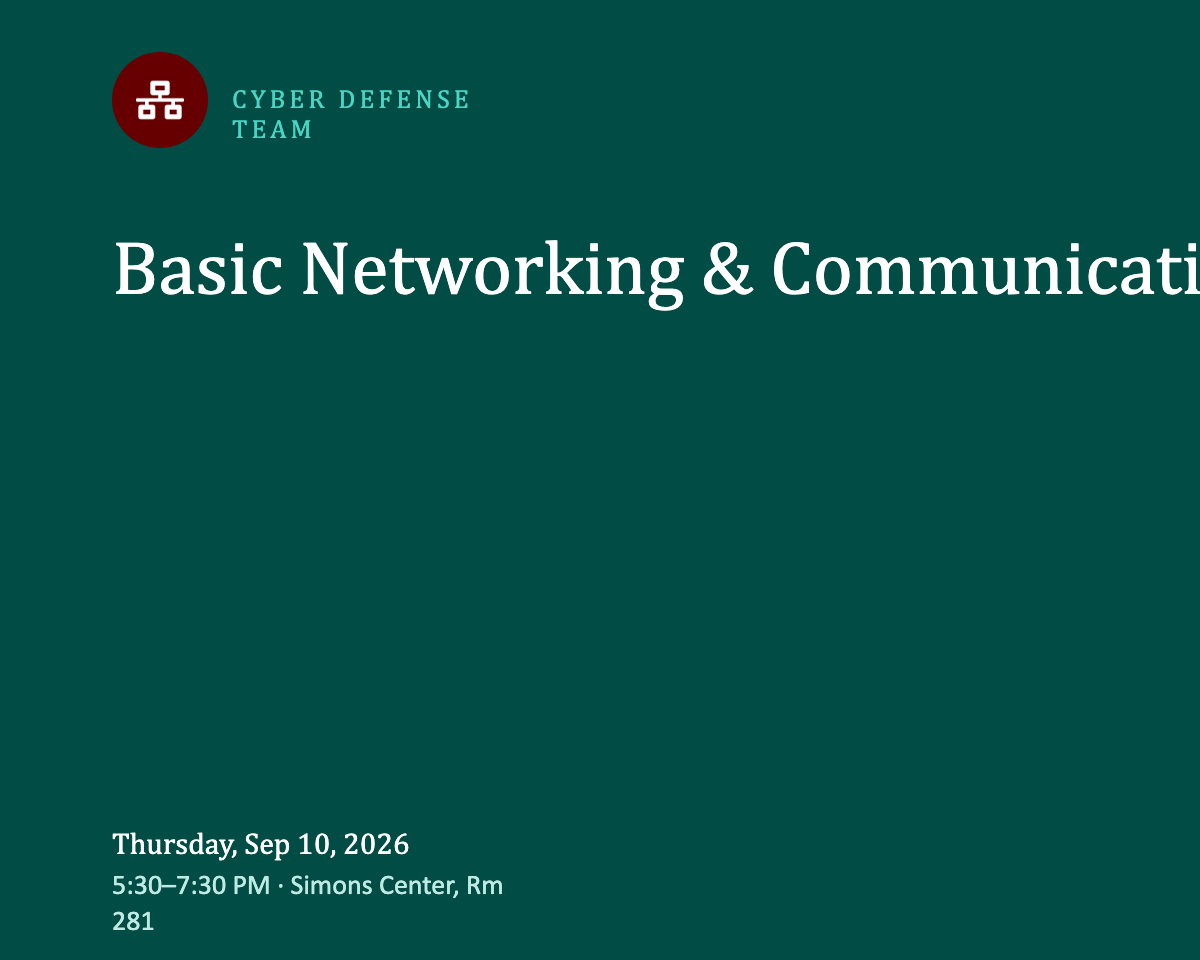 CYBER DEFENSE
TEAM
Basic Networking & Communicati
Thursday, Sep 10, 2026
5:30–7:30 PM · Simons Center, Rm
281